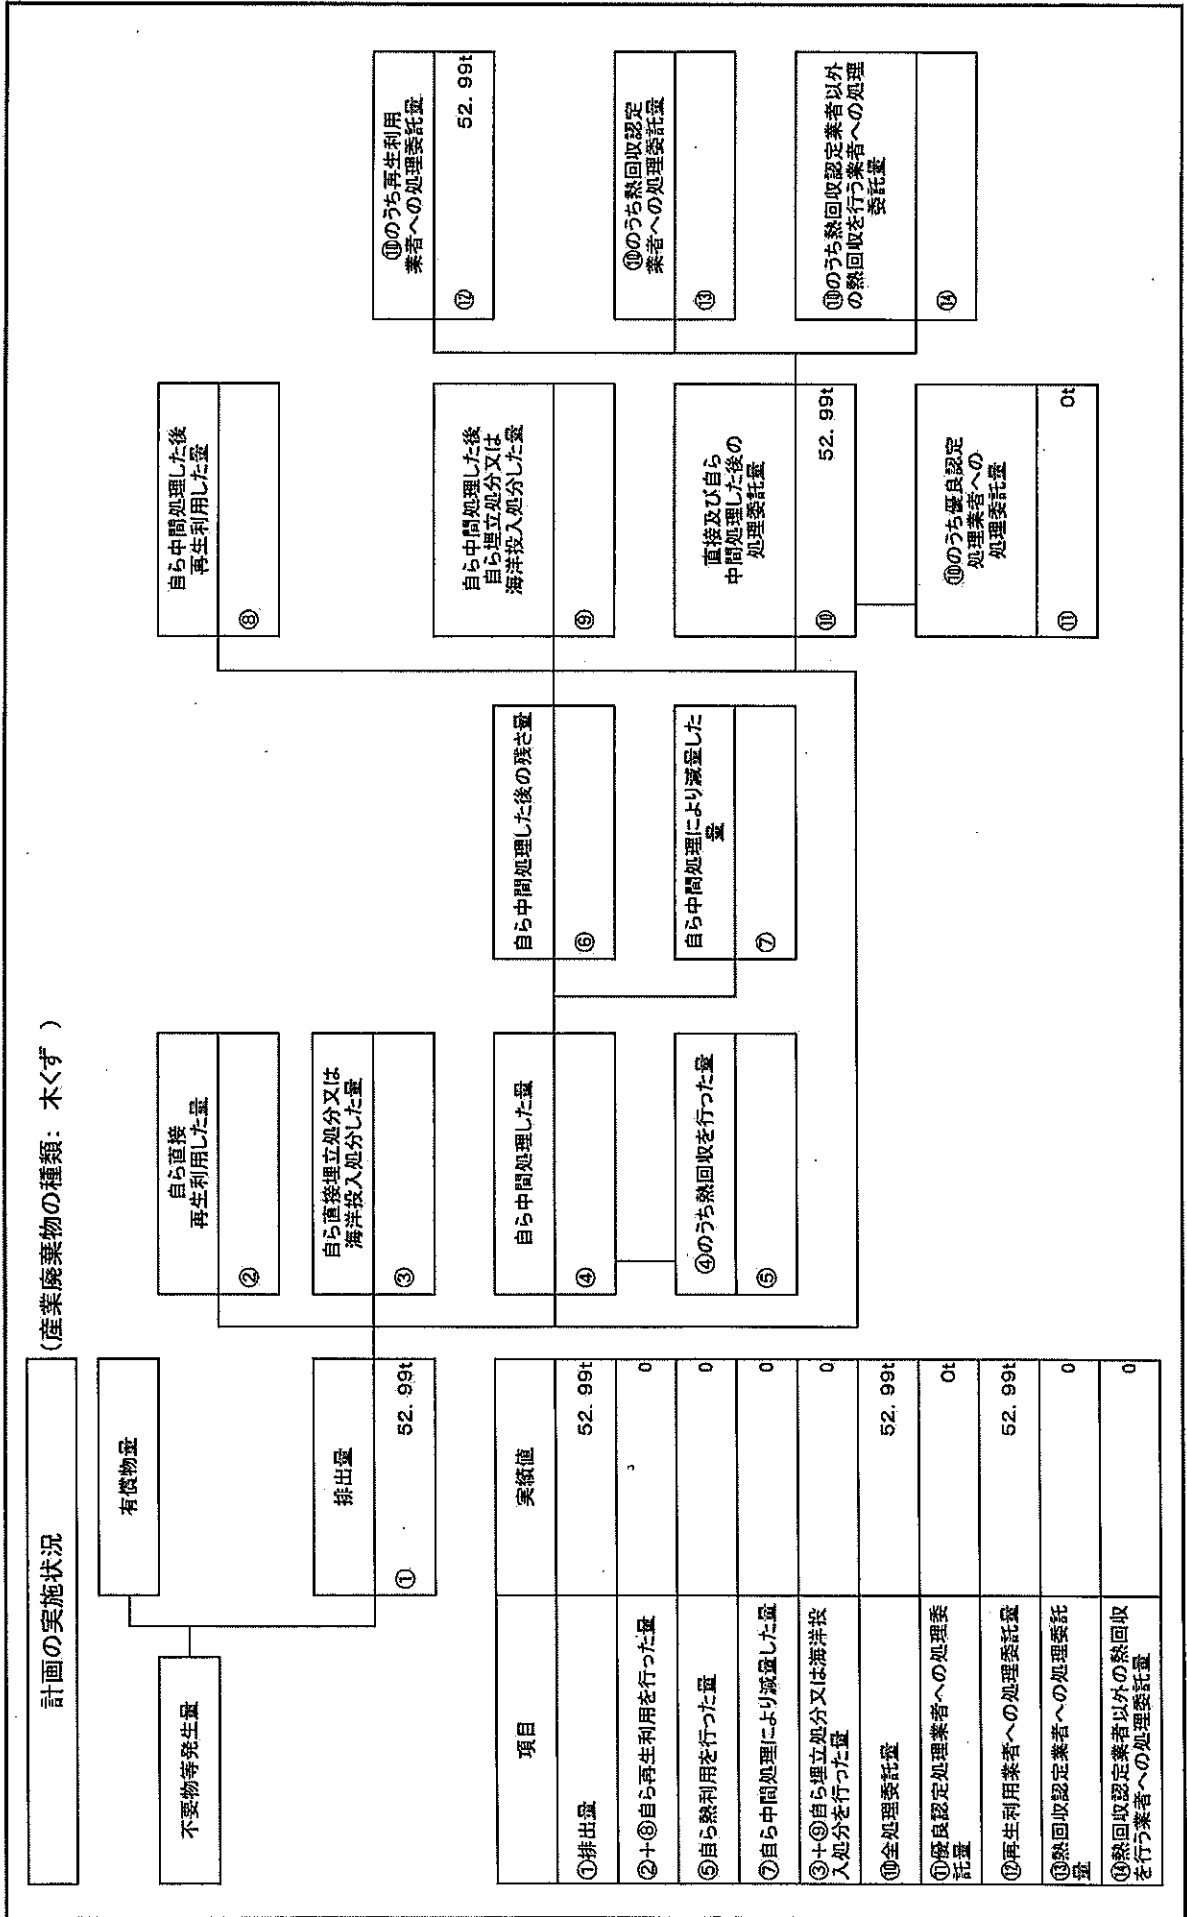 計画の実施状況
(産業廃棄物の種類： 木くず )
不要物等発生量
有償物量
排出量
① 52.99t
自ら直接
再生利用した量
②
自ら直接埋立処分又は
海洋投入処分した量
③
自ら中間処理した量
④
④のうち熱回収を行った量
⑤
自ら中間処理した後の残さ量
⑥
自ら中間処理により減量した
量
⑦
自ら中間処理した後
再生利用した量
⑧
自ら中間処理した後
自ら埋立処分又は
海洋投入処分した量
⑨
直接及び自ら
中間処理した後の
処理委託量
⑩ 52.99t
⑩のうち優良認定
処理業者への
処理委託量
⑪ 0t
⑩のうち再生利用
業者への処理委託量
⑫ 52.99t
⑩のうち熱回収認定
業者への処理委託量
⑬
⑩のうち熱回収認定業者以外
の熱回収を行う業者への処理
委託量
⑭
項目 実績値
①排出量 52.99t
②+⑧自ら再生利用を行った量 0
⑤自ら熱利用を行った量 0
⑦自ら中間処理により減量した量 0
③+⑨自ら埋立処分又は海洋投
入処分を行った量 0
⑩全処理委託量 52.99t
⑪優良認定処理業者への処理委
託量 0t
⑫再生利用業者への処理委託量 52.99t
⑬熱回収認定業者への処理委託
量 0
⑭熱回収認定業者以外の熱回収
を行う業者への処理委託量 0